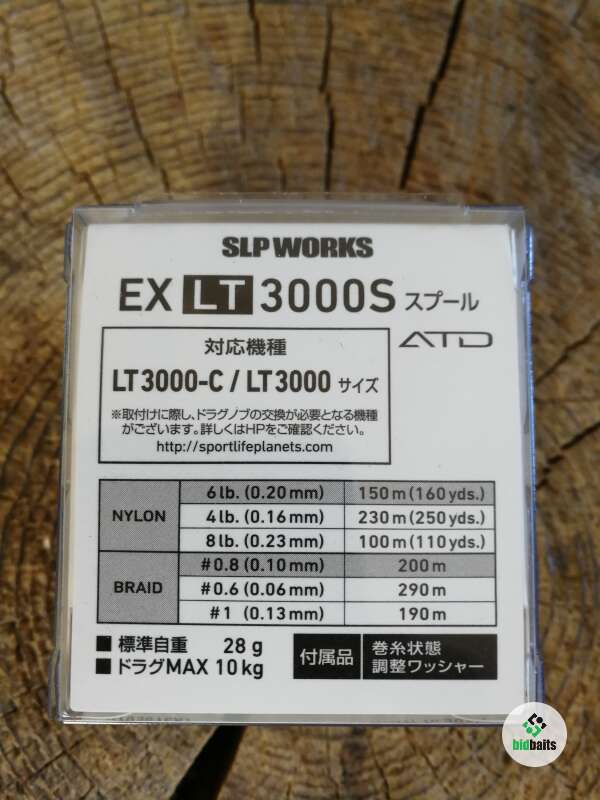 SLP WORKS
EX LT 3000S スプール
ATD
対応機種
LT3000-C / LT3000 サイズ
※取付けに際し、ドラグノブの交換が必要となる機種
がございます。詳しくはHPをご確認ください。
http://sportlifeplanets.com
NYLON
6 lb. (0.20 mm) 150 m (160 yds.)
4 lb. (0.16 mm) 230 m (250 yds.)
8 lb. (0.23 mm) 100 m (110 yds.)
BRAID
#0.8 (0.10 mm) 200 m
#0.6 (0.06 mm) 290 m
#1 (0.13 mm) 190 m
■ 標準自重 28 g
■ ドラグMAX 10 kg
付属品
巻糸状態
調整ワッシャー
bidbaits